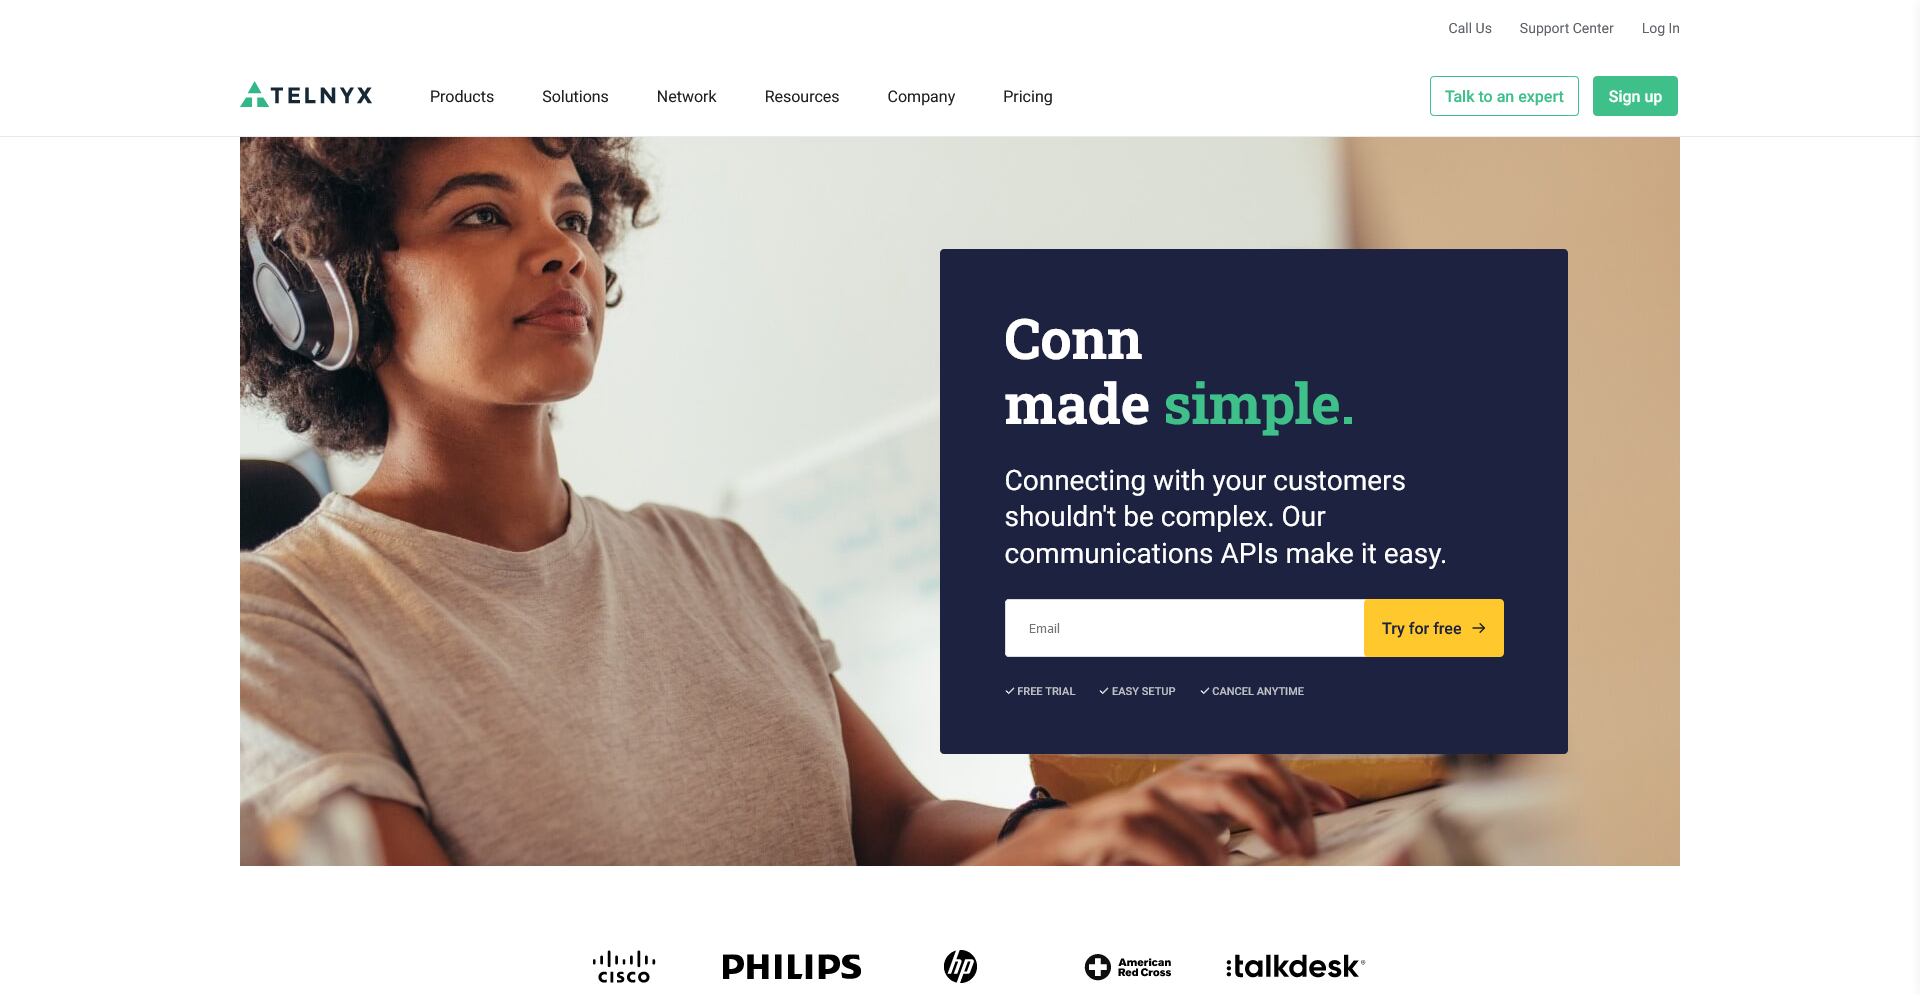 Call Us Support Center Log In
TELNYX Products Solutions Network Resources Company Pricing Talk to an expert Sign up
Conn
made simple.
Connecting with your customers
shouldn't be complex. Our
communications APIs make it easy.
Email Try for free
FREE TRIAL EASY SETUP CANCEL ANYTIME
CISCO PHILIPS hp American Red Cross talkdesk